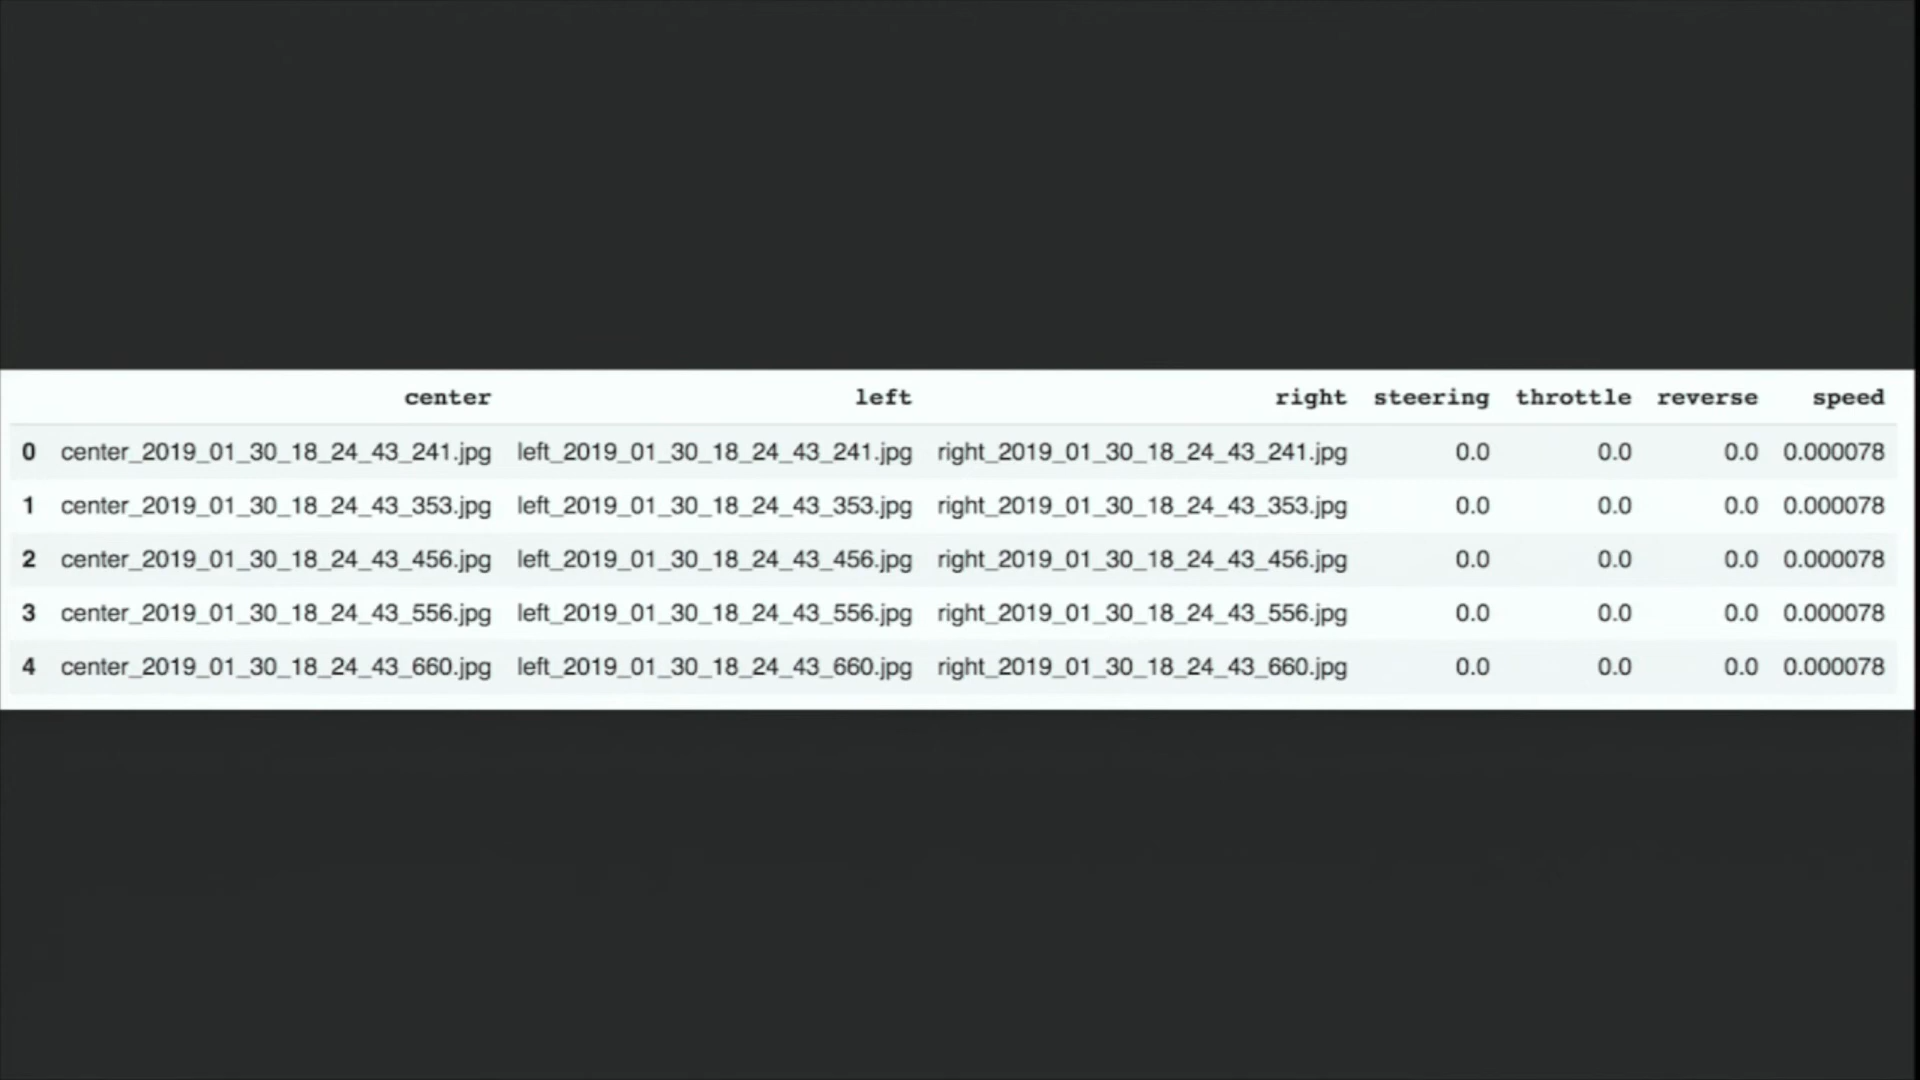 center left right steering throttle reverse speed
0 center_2019_01_30_18_24_43_241.jpg left_2019_01_30_18_24_43_241.jpg right_2019_01_30_18_24_43_241.jpg 0.0 0.0 0.0 0.000078
1 center_2019_01_30_18_24_43_353.jpg left_2019_01_30_18_24_43_353.jpg right_2019_01_30_18_24_43_353.jpg 0.0 0.0 0.0 0.000078
2 center_2019_01_30_18_24_43_456.jpg left_2019_01_30_18_24_43_456.jpg right_2019_01_30_18_24_43_456.jpg 0.0 0.0 0.0 0.000078
3 center_2019_01_30_18_24_43_556.jpg left_2019_01_30_18_24_43_556.jpg right_2019_01_30_18_24_43_556.jpg 0.0 0.0 0.0 0.000078
4 center_2019_01_30_18_24_43_660.jpg left_2019_01_30_18_24_43_660.jpg right_2019_01_30_18_24_43_660.jpg 0.0 0.0 0.0 0.000078